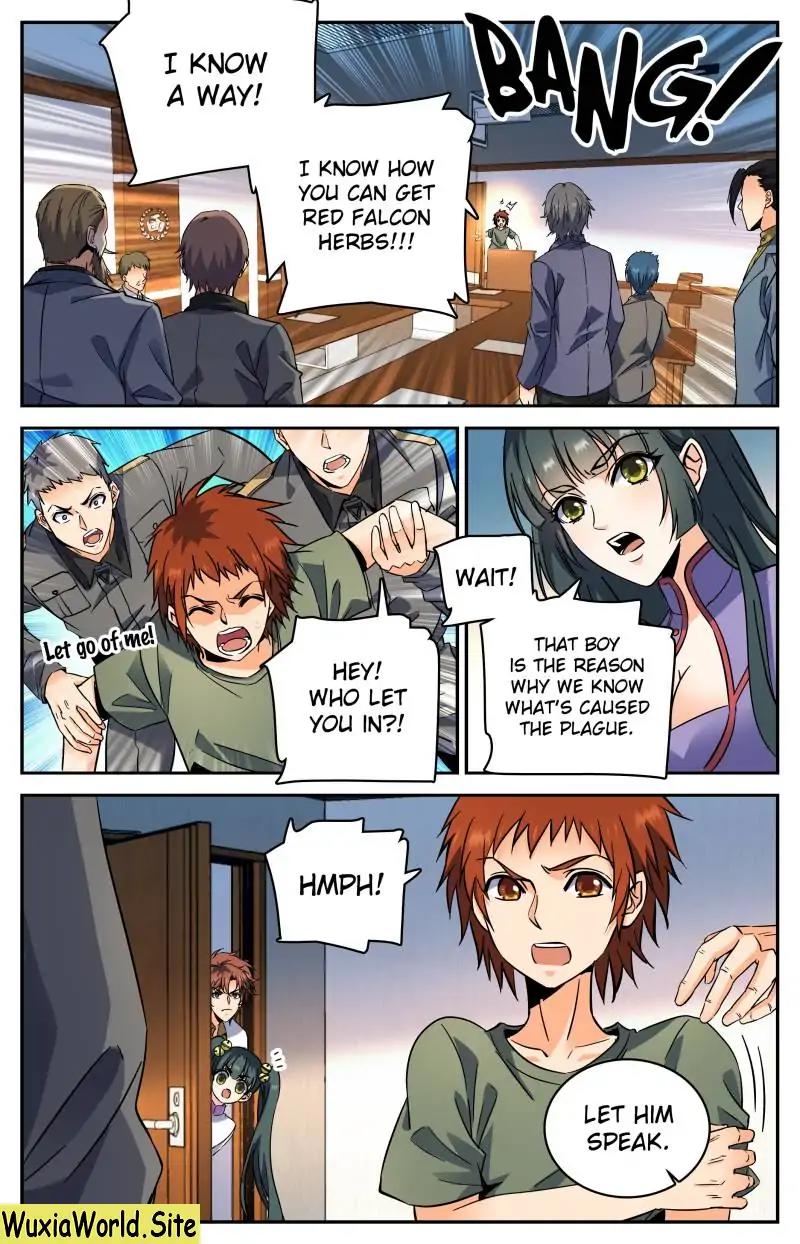 I KNOW
A WAY!
BANG!
I KNOW HOW
YOU CAN GET
RED FALCON
HERBS!!!
Let go of me!
HEY!
WHO LET
YOU IN?!
WAIT!
THAT BOY
IS THE REASON
WHY WE KNOW
WHAT'S CAUSED
THE PLAGUE.
HMPH!
LET HIM
SPEAK.
WuxiaWorld.Site